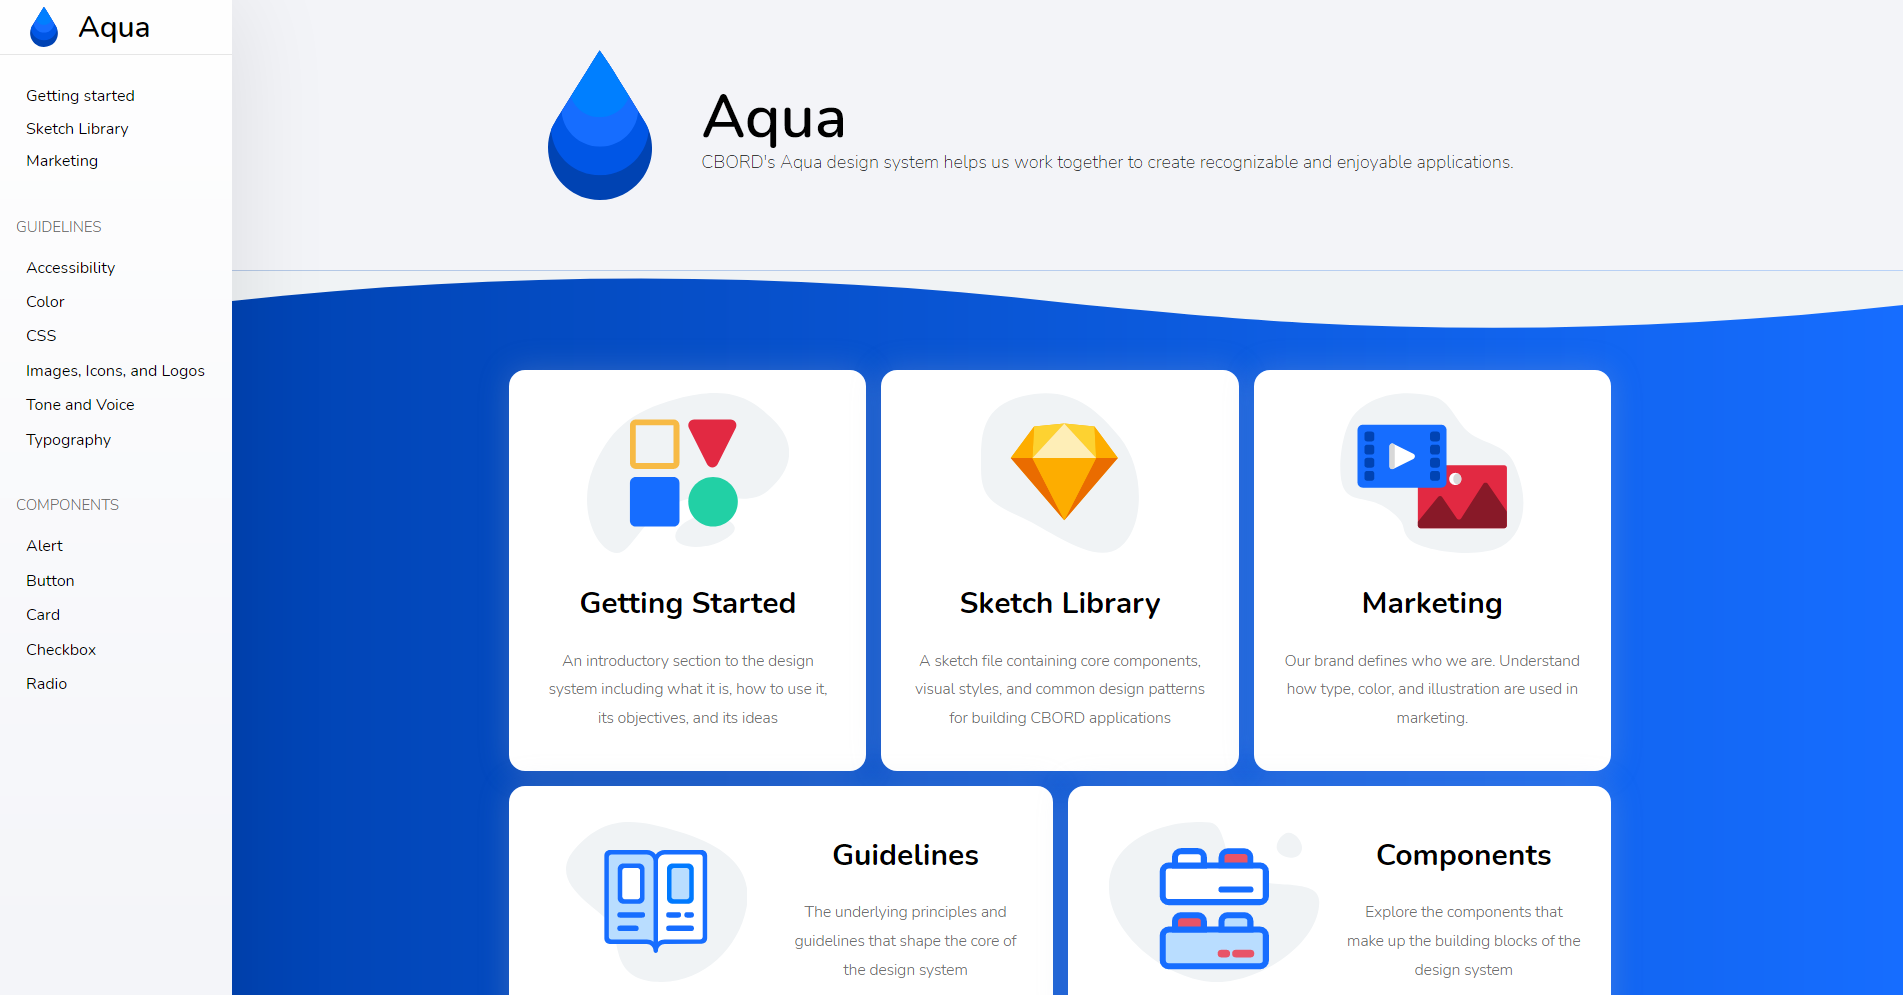 Aqua
Getting started
Sketch Library
Marketing
GUIDELINES
Accessibility
Color
CSS
Images, Icons, and Logos
Tone and Voice
Typography
COMPONENTS
Alert
Button
Card
Checkbox
Radio
Aqua
CBORD's Aqua design system helps us work together to create recognizable and enjoyable applications.
Getting Started
An introductory section to the design
system including what it is, how to use it,
its objectives, and its ideas
Sketch Library
A sketch file containing core components,
visual styles, and common design patterns
for building CBORD applications
Marketing
Our brand defines who we are. Understand
how type, color, and illustration are used in
marketing.
Guidelines
The underlying principles and
guidelines that shape the core of
the design system
Components
Explore the components that
make up the building blocks of the
design system